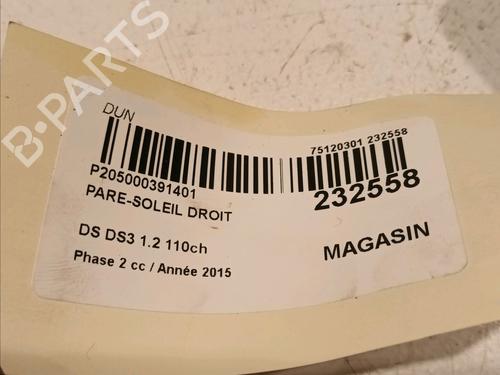 DUN
75120301 232558
P205000391401
232558
PARE-SOLEIL DROIT
DS DS3 1.2 110ch
MAGASIN
Phase 2 cc / Année 2015
B-PARTS